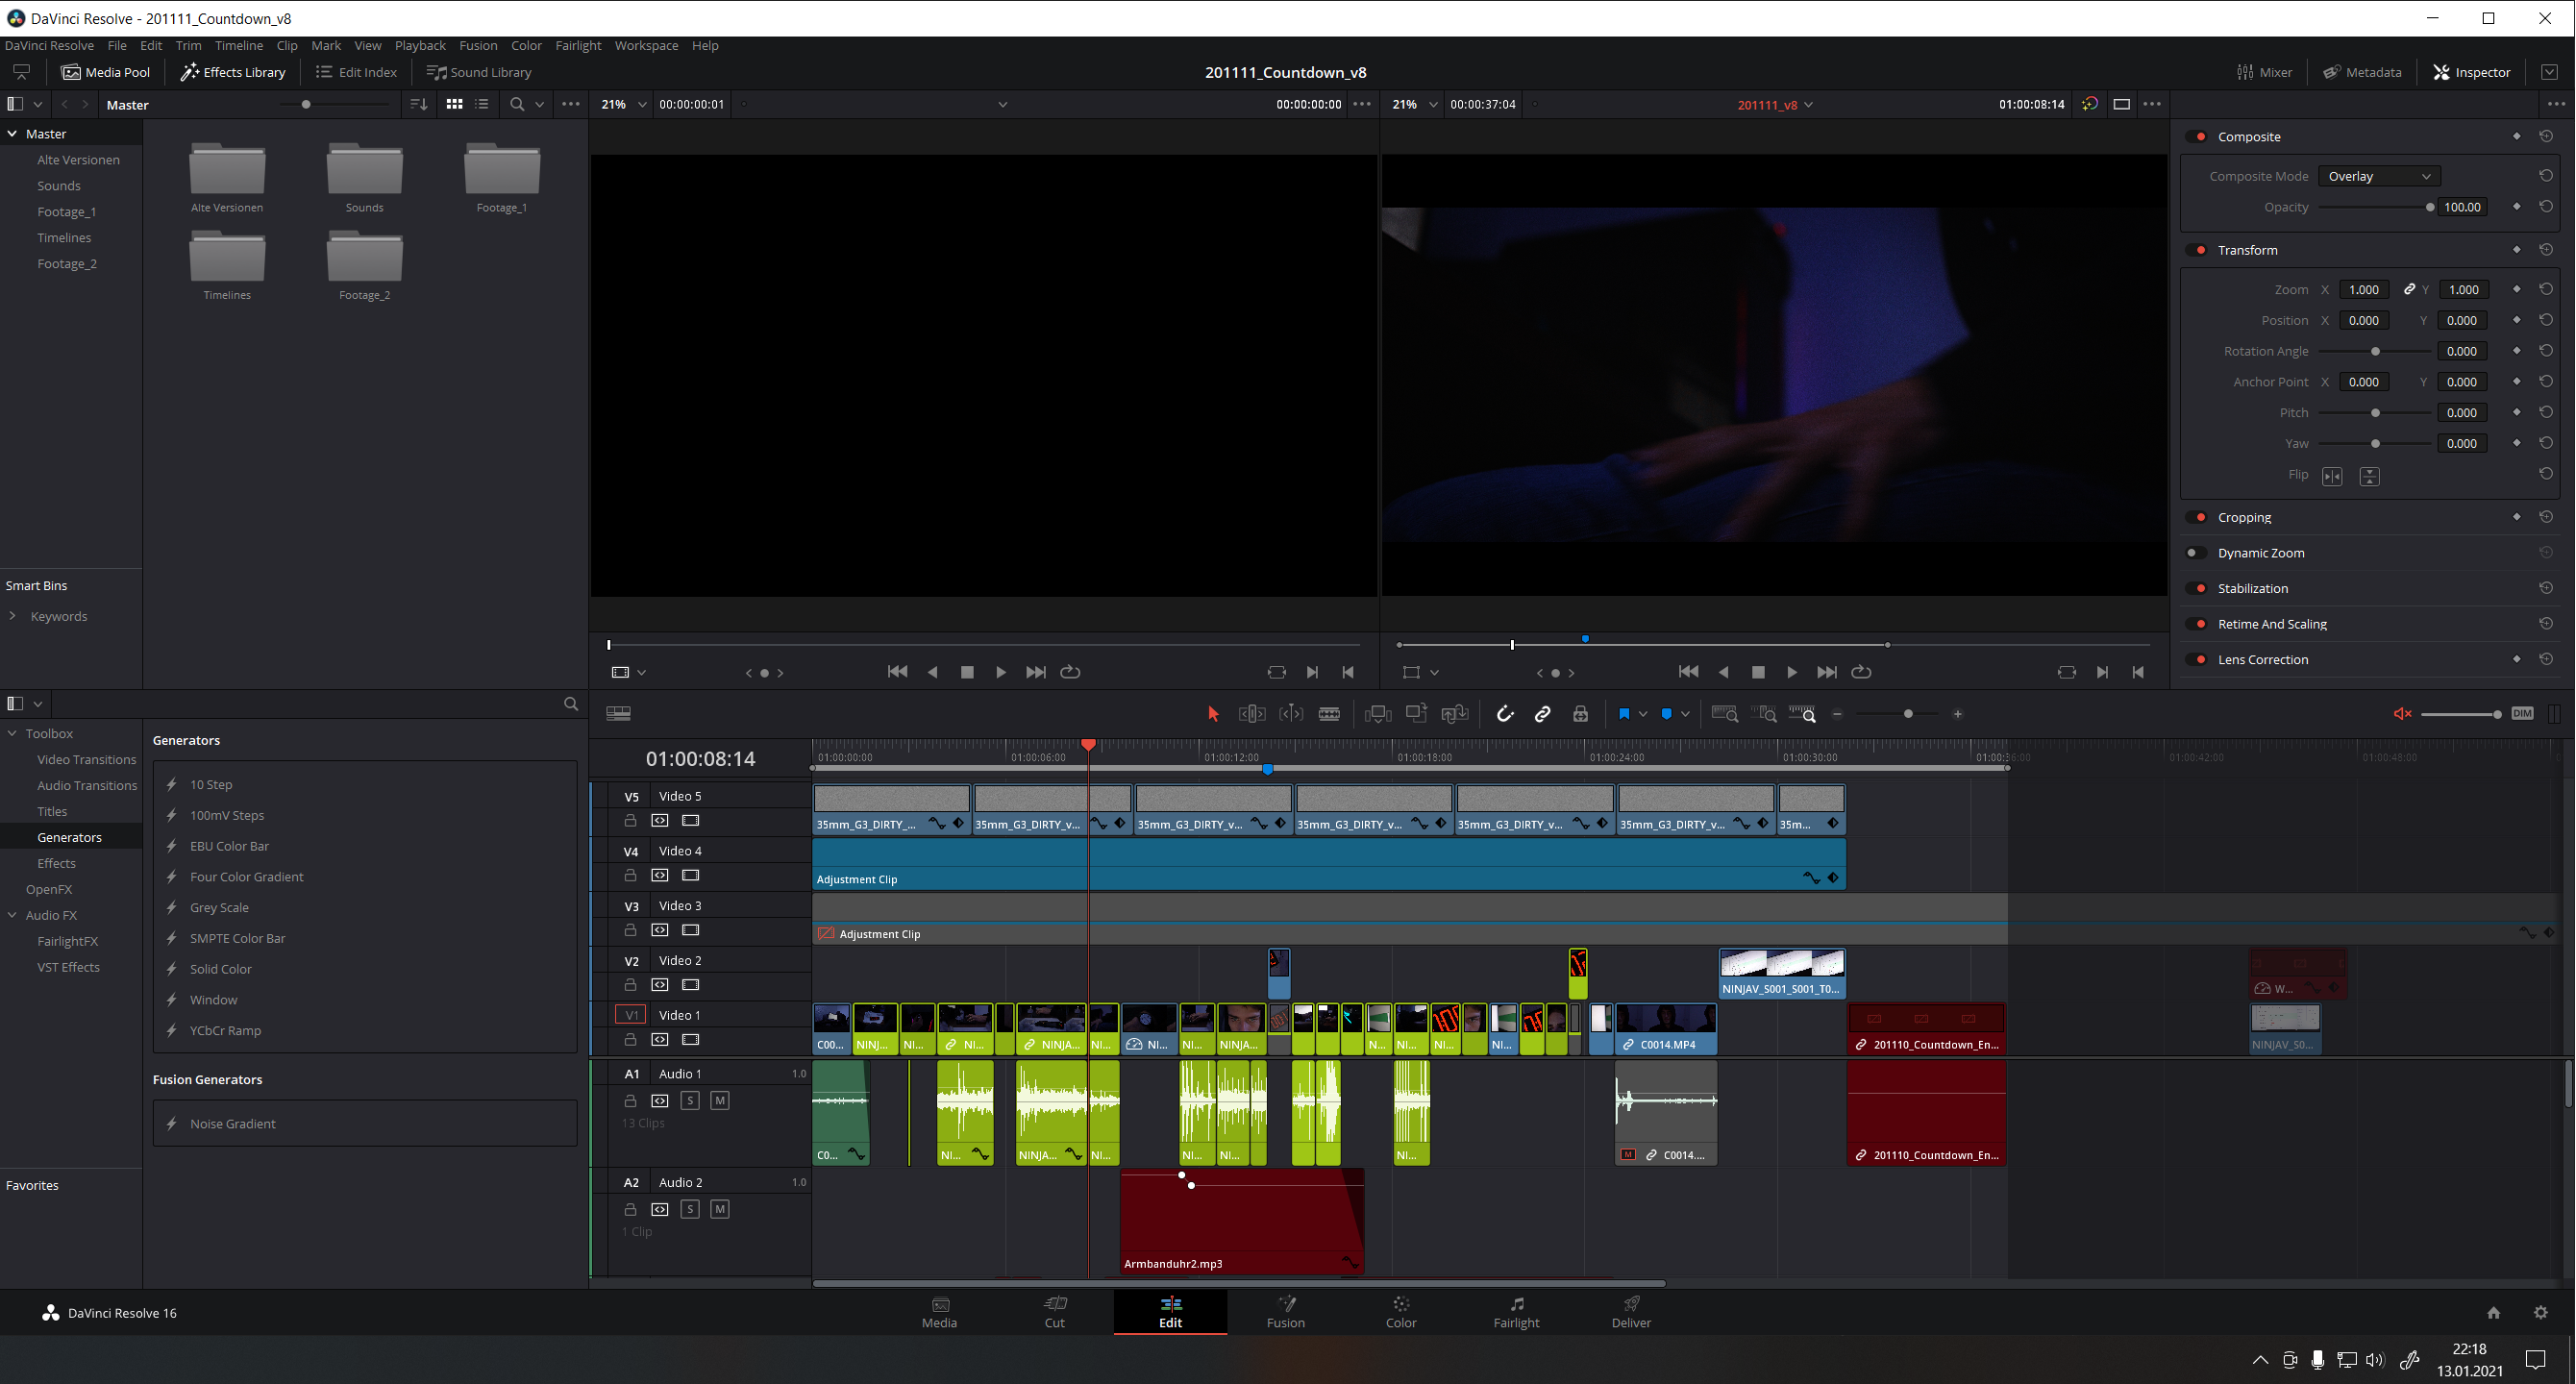 DaVinci Resolve - 201111_Countdown_v8
DaVinci Resolve File Edit Trim Timeline Clip Mark View Playback Fusion Color Fairlight Workspace Help
Media Pool Effects Library Edit Index Sound Library 201111_Countdown_v8 Mixer Metadata Inspector
Master 21% 00:00:00:01 00:00:00:00 21% 00:00:37:04 201111_v8 01:00:08:14
Master
Alte Versionen
Sounds
Footage_1
Timelines
Footage_2
Alte Versionen Sounds Footage_1
Timelines Footage_2
Smart Bins
Keywords
Composite
Composite Mode Overlay
Opacity 100.00
Transform
Zoom X 1.000 Y 1.000
Position X 0.000 Y 0.000
Rotation Angle 0.000
Anchor Point X 0.000 Y 0.000
Pitch 0.000
Yaw 0.000
Flip
Cropping
Dynamic Zoom
Stabilization
Retime And Scaling
Lens Correction
Toolbox
Video Transitions
Audio Transitions
Titles
Generators
Effects
OpenFX
Audio FX
FairlightFX
VST Effects
Favorites
Generators
10 Step
100mV Steps
EBU Color Bar
Four Color Gradient
Grey Scale
SMPTE Color Bar
Solid Color
Window
YCbCr Ramp
Fusion Generators
Noise Gradient
DIM
01:00:08:14
01:00:00:00 01:00:06:00 01:00:12:00 01:00:18:00 01:00:24:00 01:00:30:00 01:00:36:00 01:00:42:00 01:00:48:00
V5 Video 5
35mm_G3_DIRTY_... 35mm_G3_DIRTY_v... 35mm_G3_DIRTY_v... 35mm_G3_DIRTY_v... 35mm_G3_DIRTY_v... 35mm_G3_DIRTY_v... 35m...
V4 Video 4
Adjustment Clip
V3 Video 3
Adjustment Clip
V2 Video 2
NINJAV_S001_S001_T0... W...
V1 Video 1
C00... NINJ... NI... NI... NINJA... NI... NI... NI... NINJA... N... NI... NI... NI... C0014.MP4 201110_Countdown_En... NINJAV_S0...
A1 Audio 1 1.0
S M
13 Clips
C0... NI... NINJA... NI... NI... NI... NI... M C0014.... 201110_Countdown_En...
A2 Audio 2 1.0
S M
1 Clip
Armbanduhr2.mp3
DaVinci Resolve 16
Media Cut Edit Fusion Color Fairlight Deliver
22:18
13.01.2021